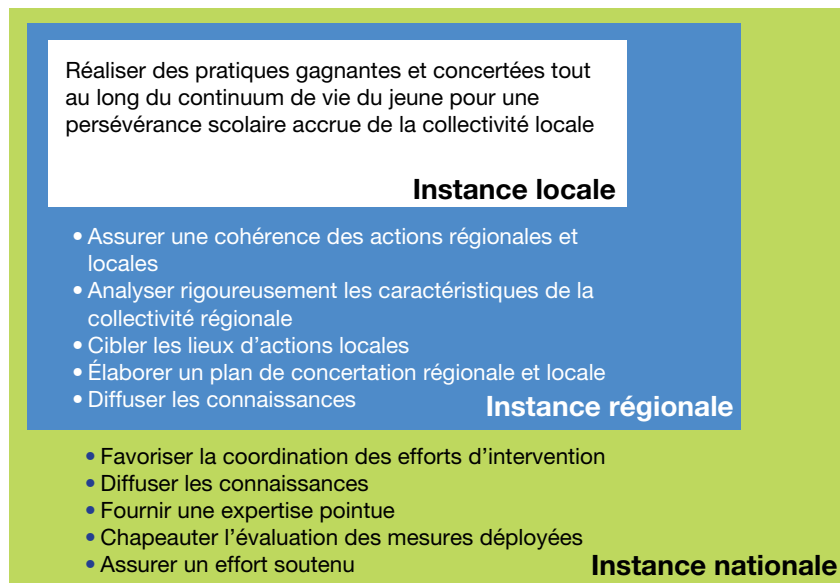 Réaliser des pratiques gagnantes et concertées tout
au long du continuum de vie du jeune pour une
persévérance scolaire accrue de la collectivité locale
Instance locale
• Assurer une cohérence des actions régionales et
locales
• Analyser rigoureusement les caractéristiques de la
collectivité régionale
• Cibler les lieux d’actions locales
• Élaborer un plan de concertation régionale et locale
• Diffuser les connaissances
Instance régionale
• Favoriser la coordination des efforts d’intervention
• Diffuser les connaissances
• Fournir une expertise pointue
• Chapeauter l’évaluation des mesures déployées
• Assurer un effort soutenu
Instance nationale